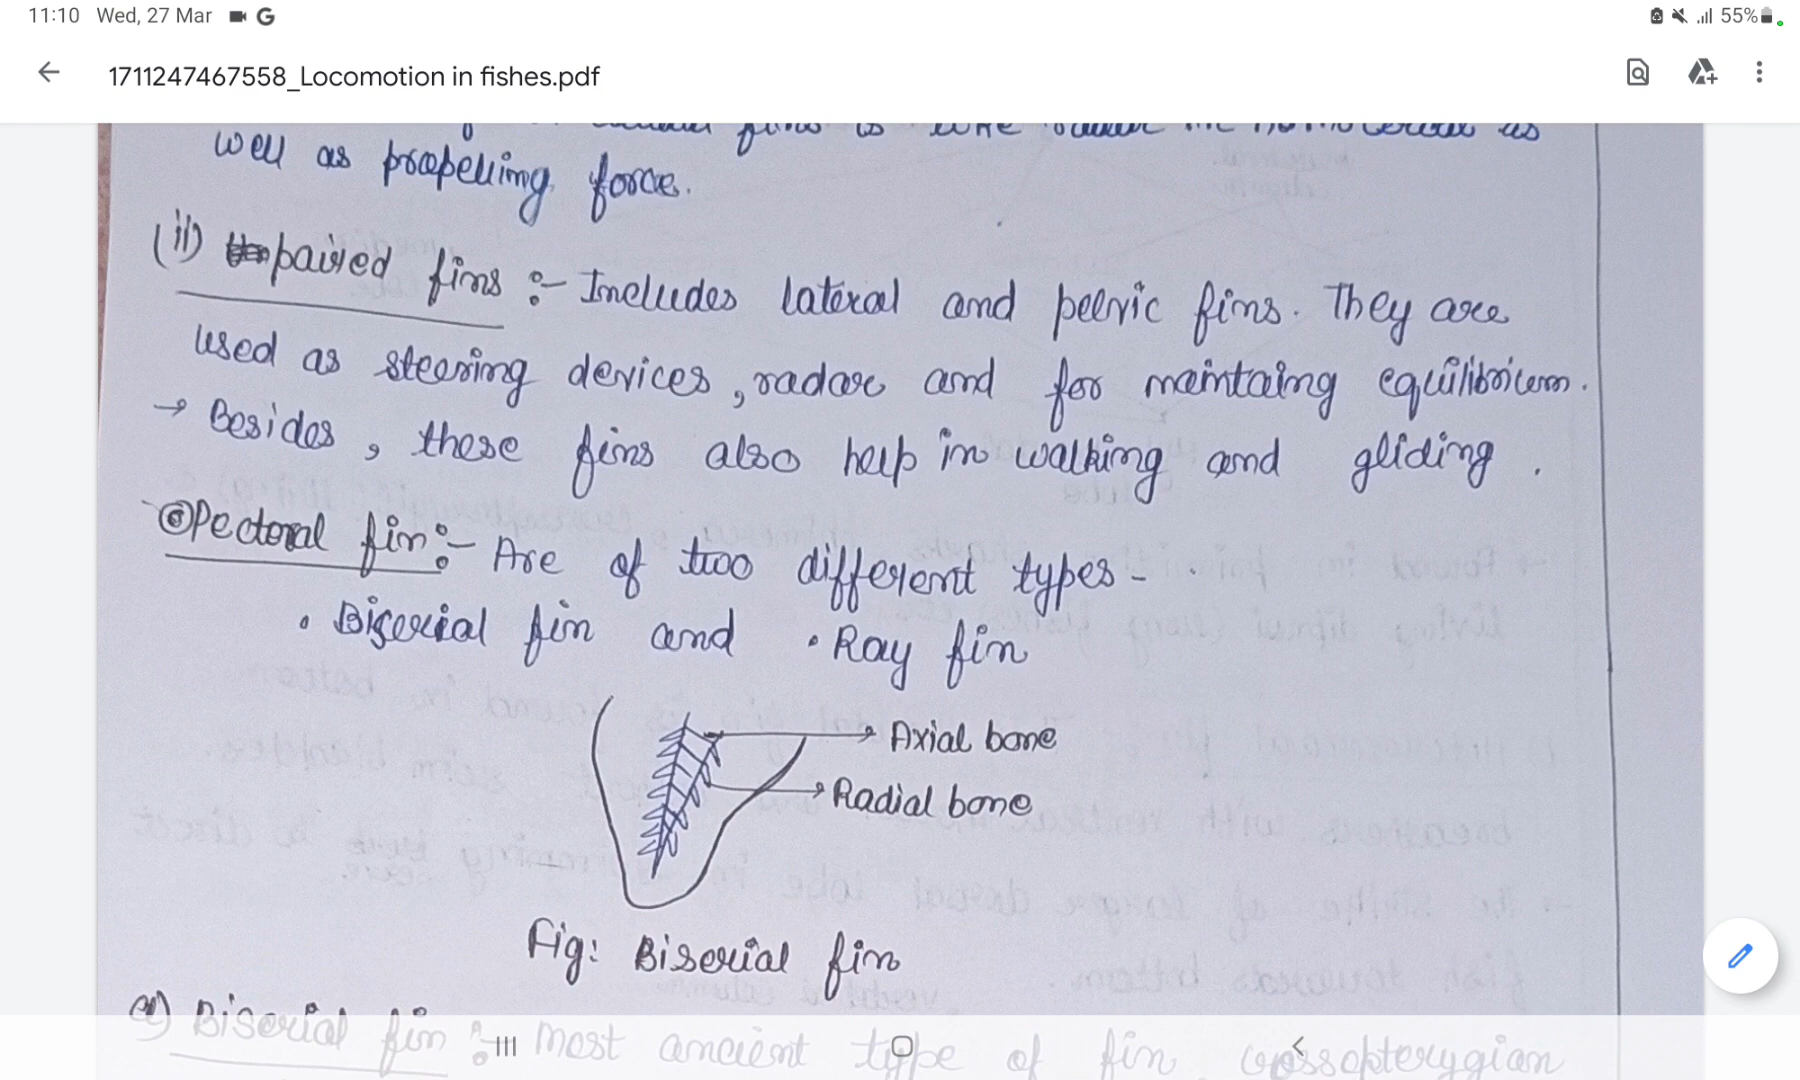 11:10 Wed, 27 Mar G 55%
1711247467558_Locomotion in fishes.pdf
fins is like
well as propelling force.
(ii) paired fins :- Includes lateral and pelvic fins. They are
used as steering devices, radar and for maintaing equilibrium.
→ Besides, these fins also help in walking and gliding.
Pectoral fin :- Are of two different types -
• Biserial fin and • Ray fin
→ Axial bone
→ Radial bone
Fig: Biserial fin
a) Biserial fin :- most ancient type of fin crossopterygian